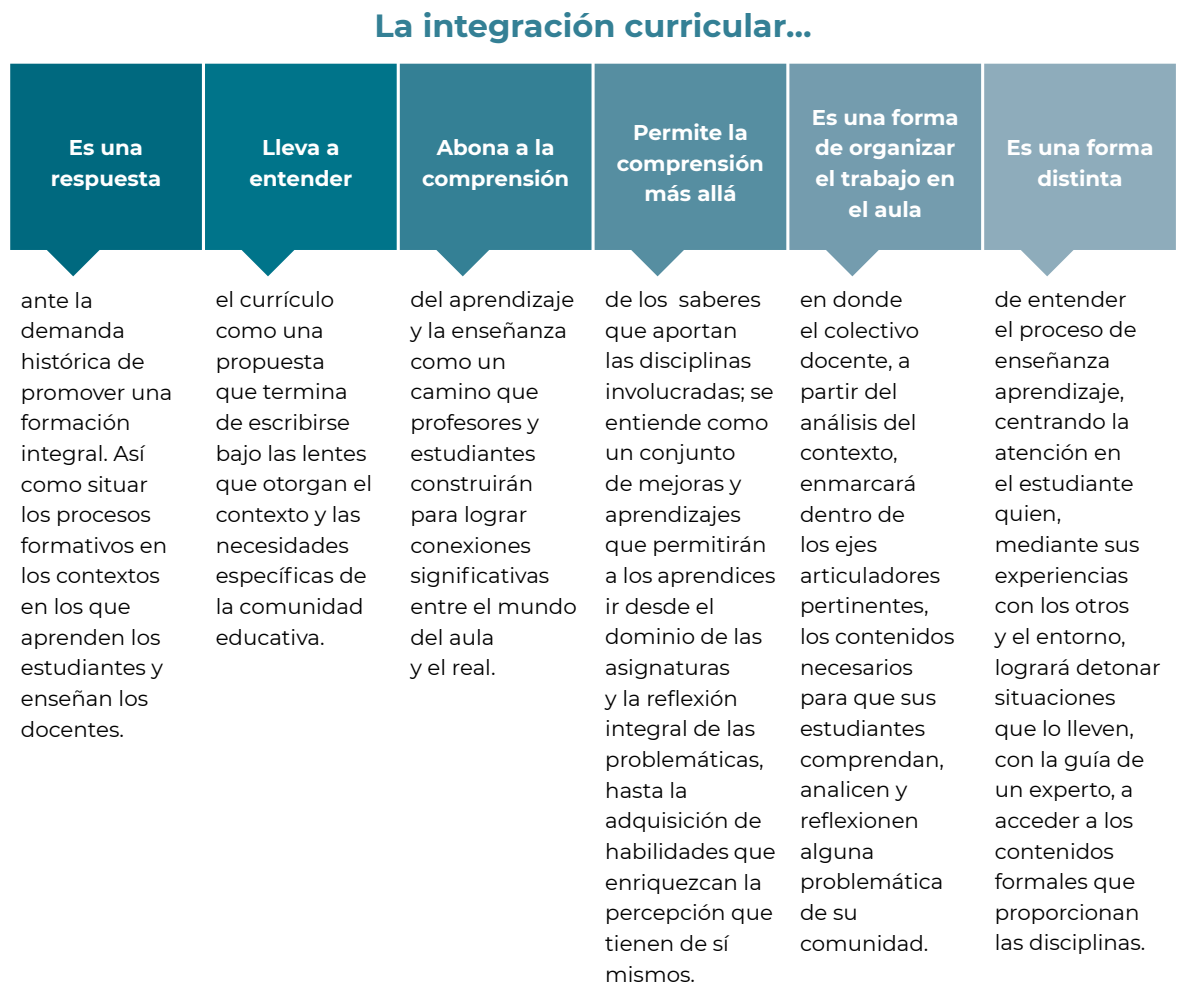 La integración curricular...
Es una
respuesta
ante la
demanda
histórica de
promover una
formación
integral. Así
como situar
los procesos
formativos en
los contextos
en los que
aprenden los
estudiantes y
enseñan los
docentes.
Lleva a
entender
el currículo
como una
propuesta
que termina
de escribirse
bajo las lentes
que otorgan el
contexto y las
necesidades
específicas de
la comunidad
educativa.
Abona a la
comprensión
del aprendizaje
y la enseñanza
como un
camino que
profesores y
estudiantes
construirán
para lograr
conexiones
significativas
entre el mundo
del aula
y el real.
Permite la
comprensión
más allá
de los saberes
que aportan
las disciplinas
involucradas; se
entiende como
un conjunto
de mejoras y
aprendizajes
que permitirán
a los aprendices
ir desde el
dominio de las
asignaturas
y la reflexión
integral de las
problemáticas,
hasta la
adquisición de
habilidades que
enriquezcan la
percepción que
tienen de sí
mismos.
Es una forma
de organizar
el trabajo en
el aula
en donde
el colectivo
docente, a
partir del
análisis del
contexto,
enmarcará
dentro de
los ejes
articuladores
pertinentes,
los contenidos
necesarios
para que sus
estudiantes
comprendan,
analicen y
reflexionen
alguna
problemática
de su
comunidad.
Es una forma
distinta
de entender
el proceso de
enseñanza
aprendizaje,
centrando la
atención en
el estudiante
quien,
mediante sus
experiencias
con los otros
y el entorno,
logrará detonar
situaciones
que lo lleven,
con la guía de
un experto, a
acceder a los
contenidos
formales que
proporcionan
las disciplinas.